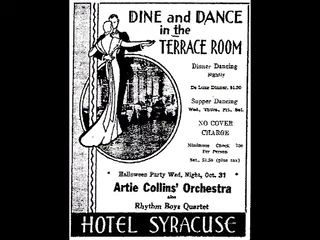 DINE and DANCE
in the
TERRACE ROOM
Dinner Dancing
Nightly
De Luxe Dinner, $1.50
Supper Dancing
Wed., Thurs., Fri., Sat.
NO COVER
CHARGE
Minimum Check
Per Person
Sat., $1.50 (plus tax)
Halloween Party Wed, Night, Oct. 31
Artie Collins' Orchestra
also
Rhythm Boys Quartet
HOTEL SYRACUSE